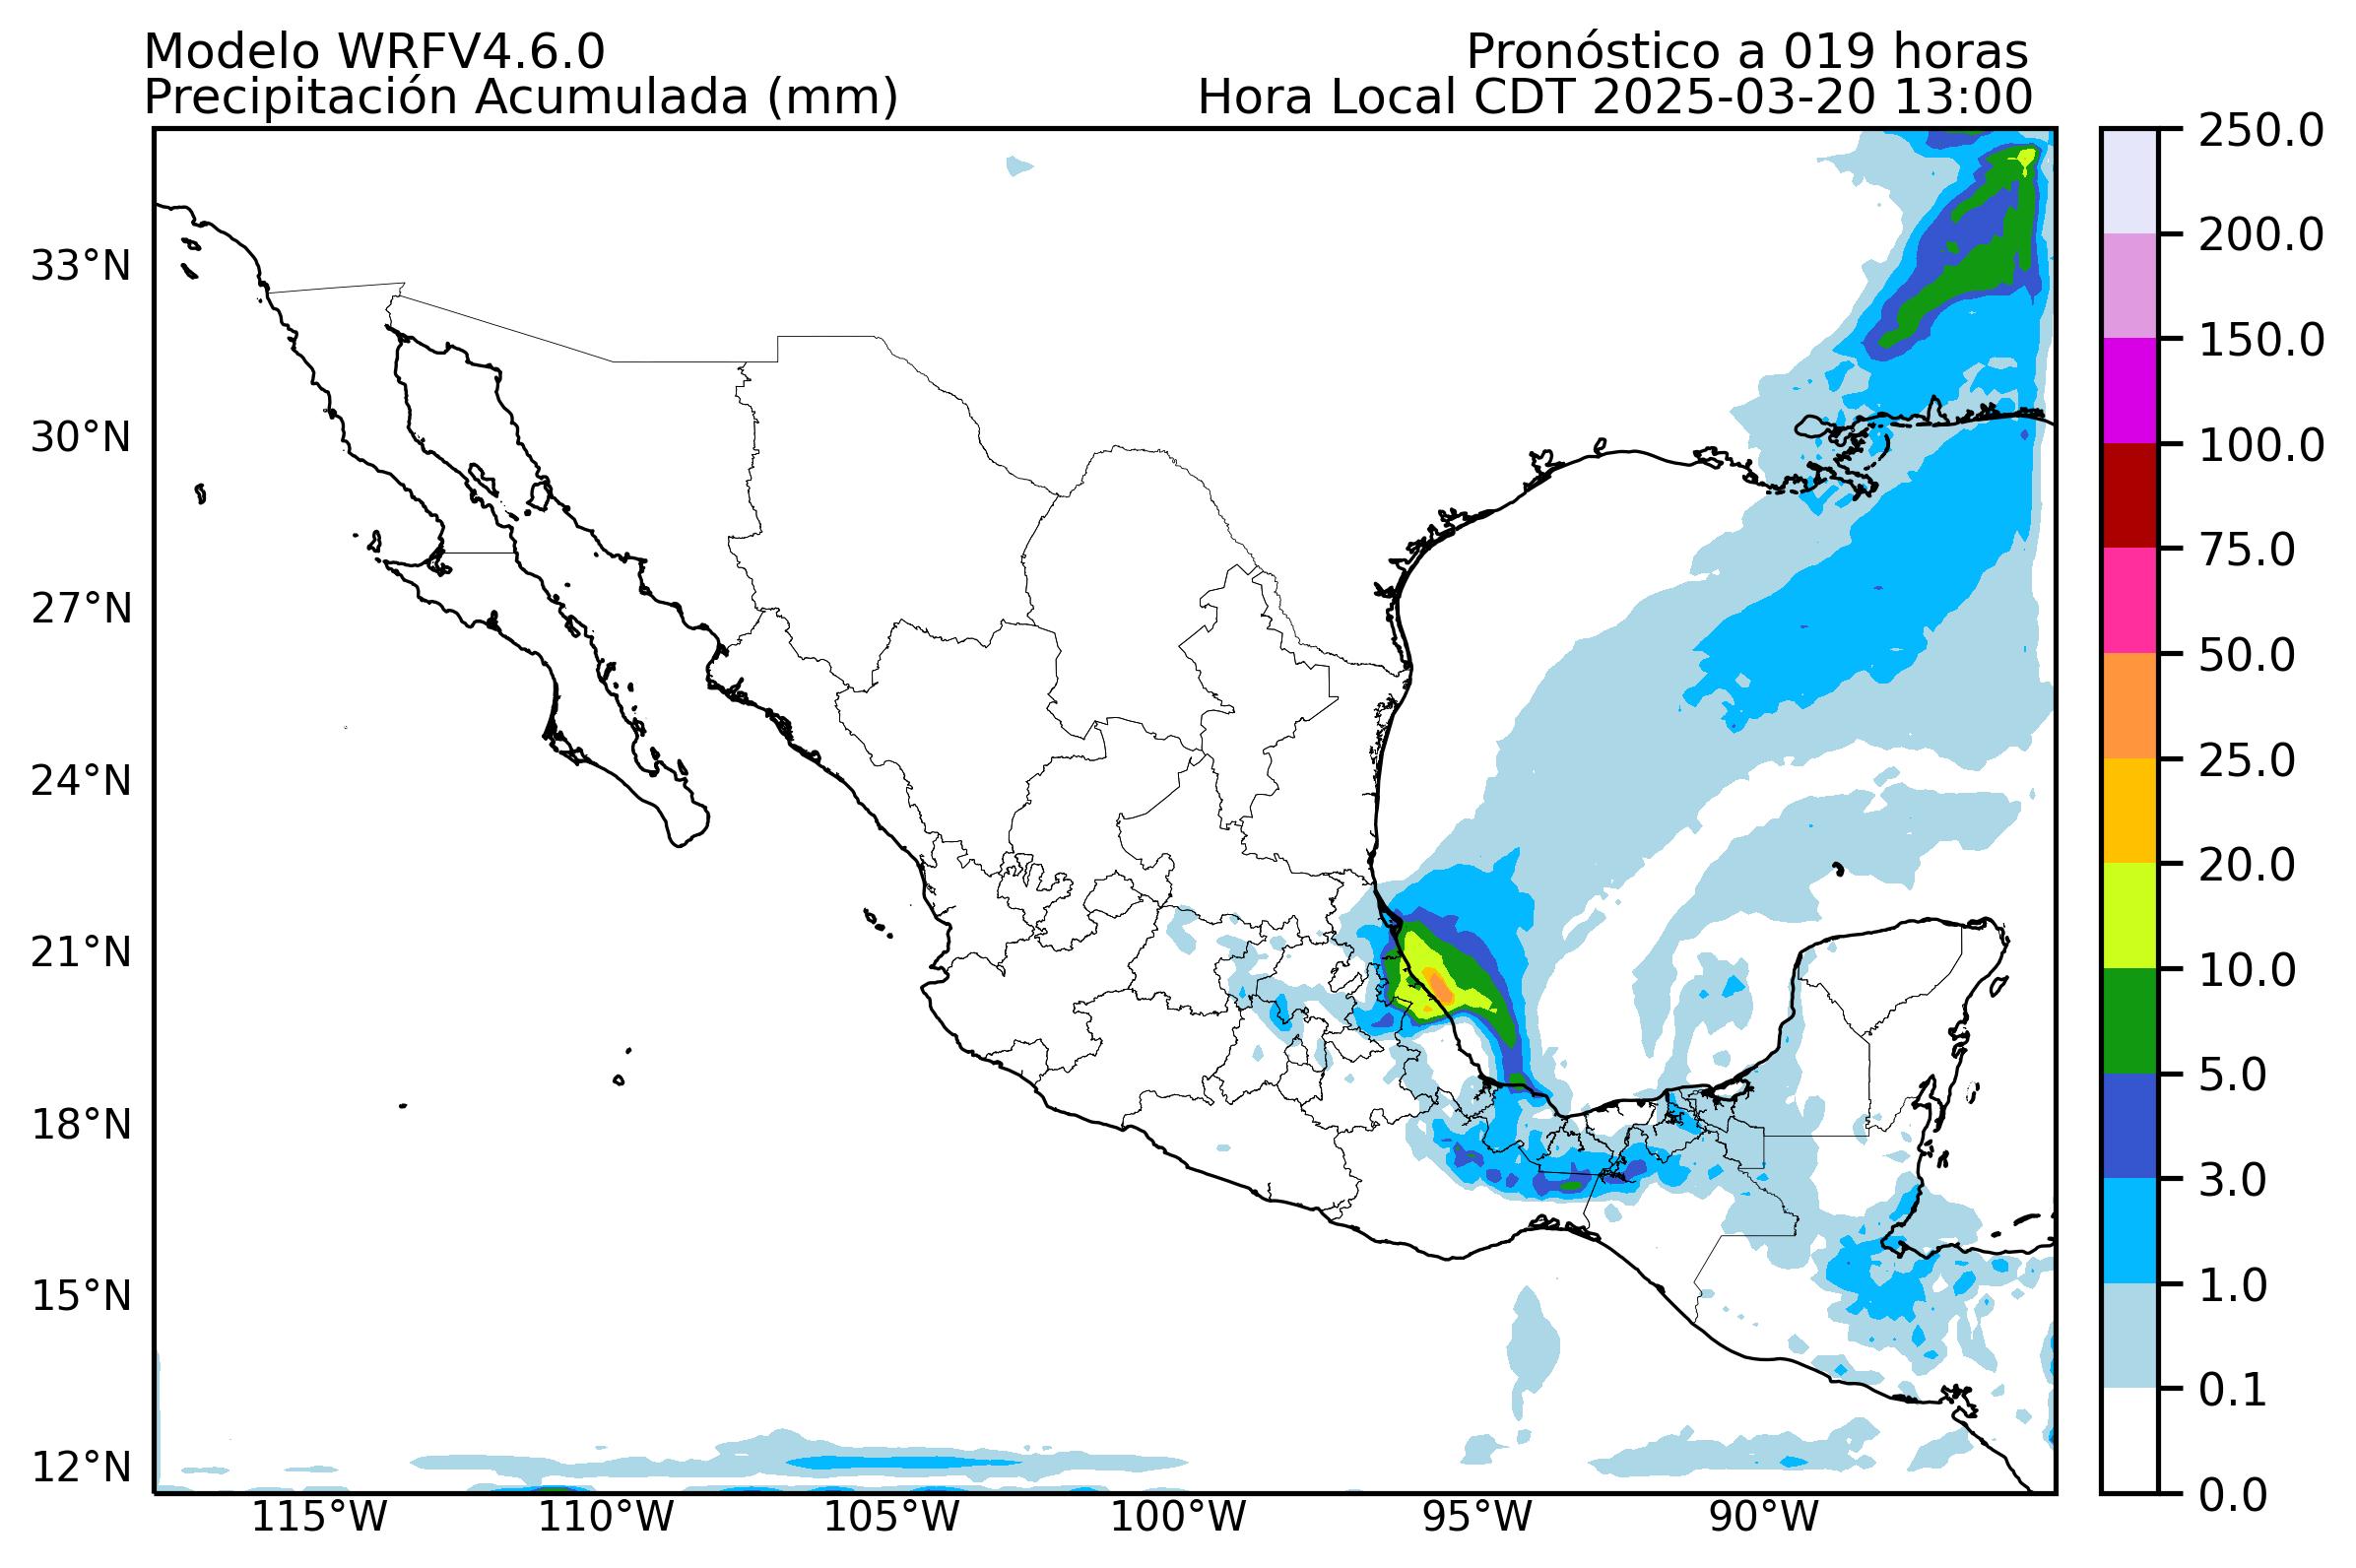 Modelo WRFV4.6.0
Pronóstico a 019 horas
Precipitación Acumulada (mm)
Hora Local CDT 2025-03-20 13:00
33°N
30°N
27°N
24°N
21°N
18°N
15°N
12°N
115°W
110°W
105°W
100°W
95°W
90°W
250.0
200.0
150.0
100.0
75.0
50.0
25.0
20.0
10.0
5.0
3.0
1.0
0.1
0.0